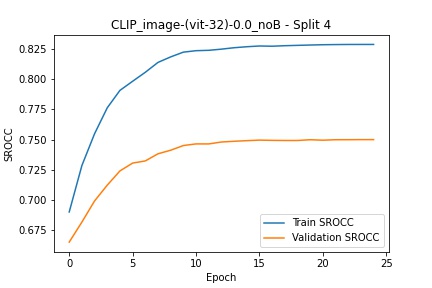 CLIP_image-(vit-32)-0.0_noB - Split 4
SROCC
0.825
0.800
0.775
0.750
0.725
0.700
0.675
Train SROCC
Validation SROCC
0 5 10 15 20 25
Epoch